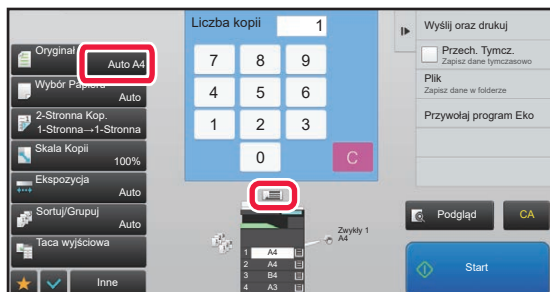 Liczba kopii 1
Oryginał
Auto A4
Wybór Papieru
Auto
2-Stronna Kop.
1-Stronna→1-Stronna
Skala Kopii
100%
Ekspozycja
Auto
Sortuj/Grupuj
Auto
Taca wyjściowa
Inne
7 8 9
4 5 6
1 2 3
0 C
Zwykły 1
A4
1 A4
2 A4
3 B4
4 A3
Wyślij oraz drukuj
Przech. Tymcz.
Zapisz dane tymczasowo
Plik
Zapisz dane w folderze
Przywołaj program Eko
Podgląd CA
Start